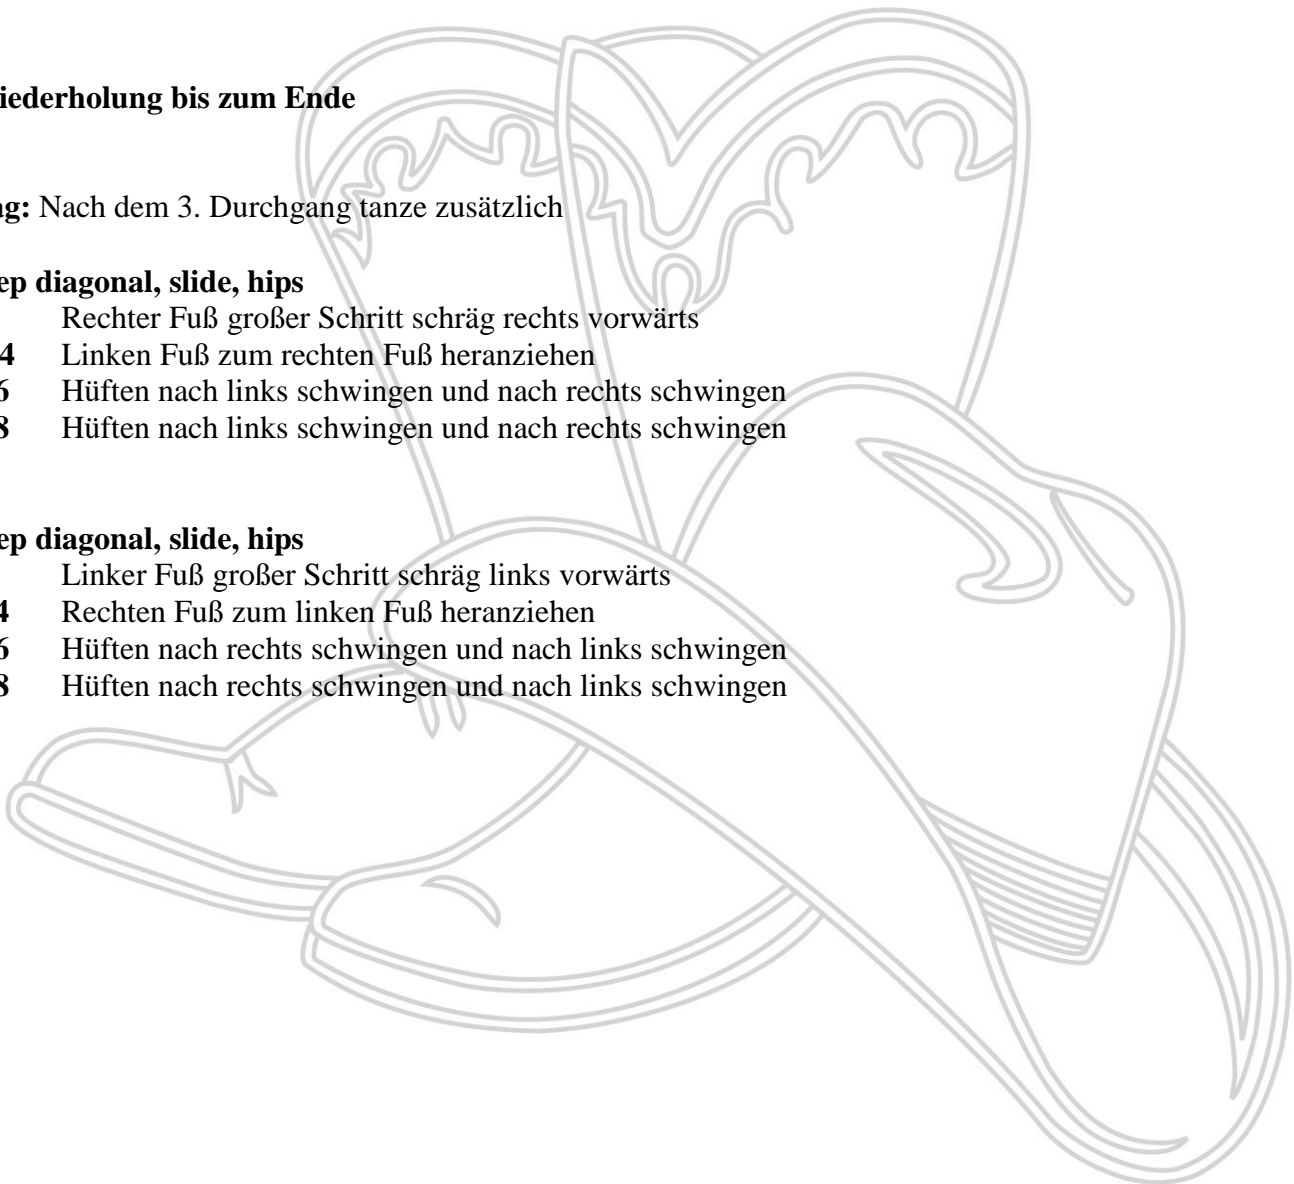 iederholung bis zum Ende
ag: Nach dem 3. Durchgang tanze zusätzlich
ep diagonal, slide, hips
Rechter Fuß großer Schritt schräg rechts vorwärts
4 Linken Fuß zum rechten Fuß heranziehen
6 Hüften nach links schwingen und nach rechts schwingen
8 Hüften nach links schwingen und nach rechts schwingen
ep diagonal, slide, hips
Linker Fuß großer Schritt schräg links vorwärts
4 Rechten Fuß zum linken Fuß heranziehen
6 Hüften nach rechts schwingen und nach links schwingen
8 Hüften nach rechts schwingen und nach links schwingen